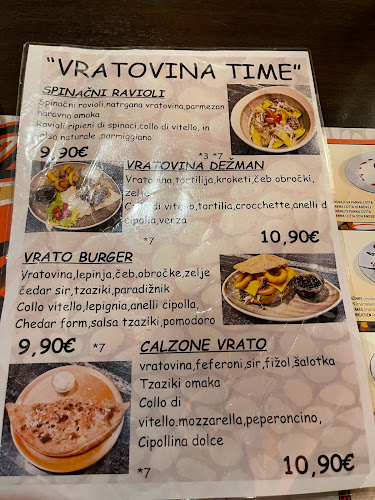 "VRATOVINA TIME"
SPINAČNI RAVIOLI
Spinačni ravioli,natrgana vratovina,parmezan
naravno omaka
Ravioli ripieni di spinaci,collo di vitello, in
salsa naturale ,parmiggiano
9,90€
*3 *7
VRATOVINA DEŽMAN
Vratovina,tortilija,kroketi,čeb obročki,
zelje
Collo di vitello,tortilia,crocchette,anelli di
cipolla,verza
*7
10,90€
VRATO BURGER
Vratovina,lepinja,čeb,obročke,zelje
čedar sir,tzaziki,paradižnik
Collo vitello,lepignia,anelli cipolla,
Chedar form,salsa tzaziki,pomodoro
9,90€ *7
CALZONE VRATO
vratovina,feferoni,sir,fižol,šalotka
Tzaziki omaka
Collo di
vitello.mozzarella,peperoncino,
Cipollina dolce
*7
10,90€